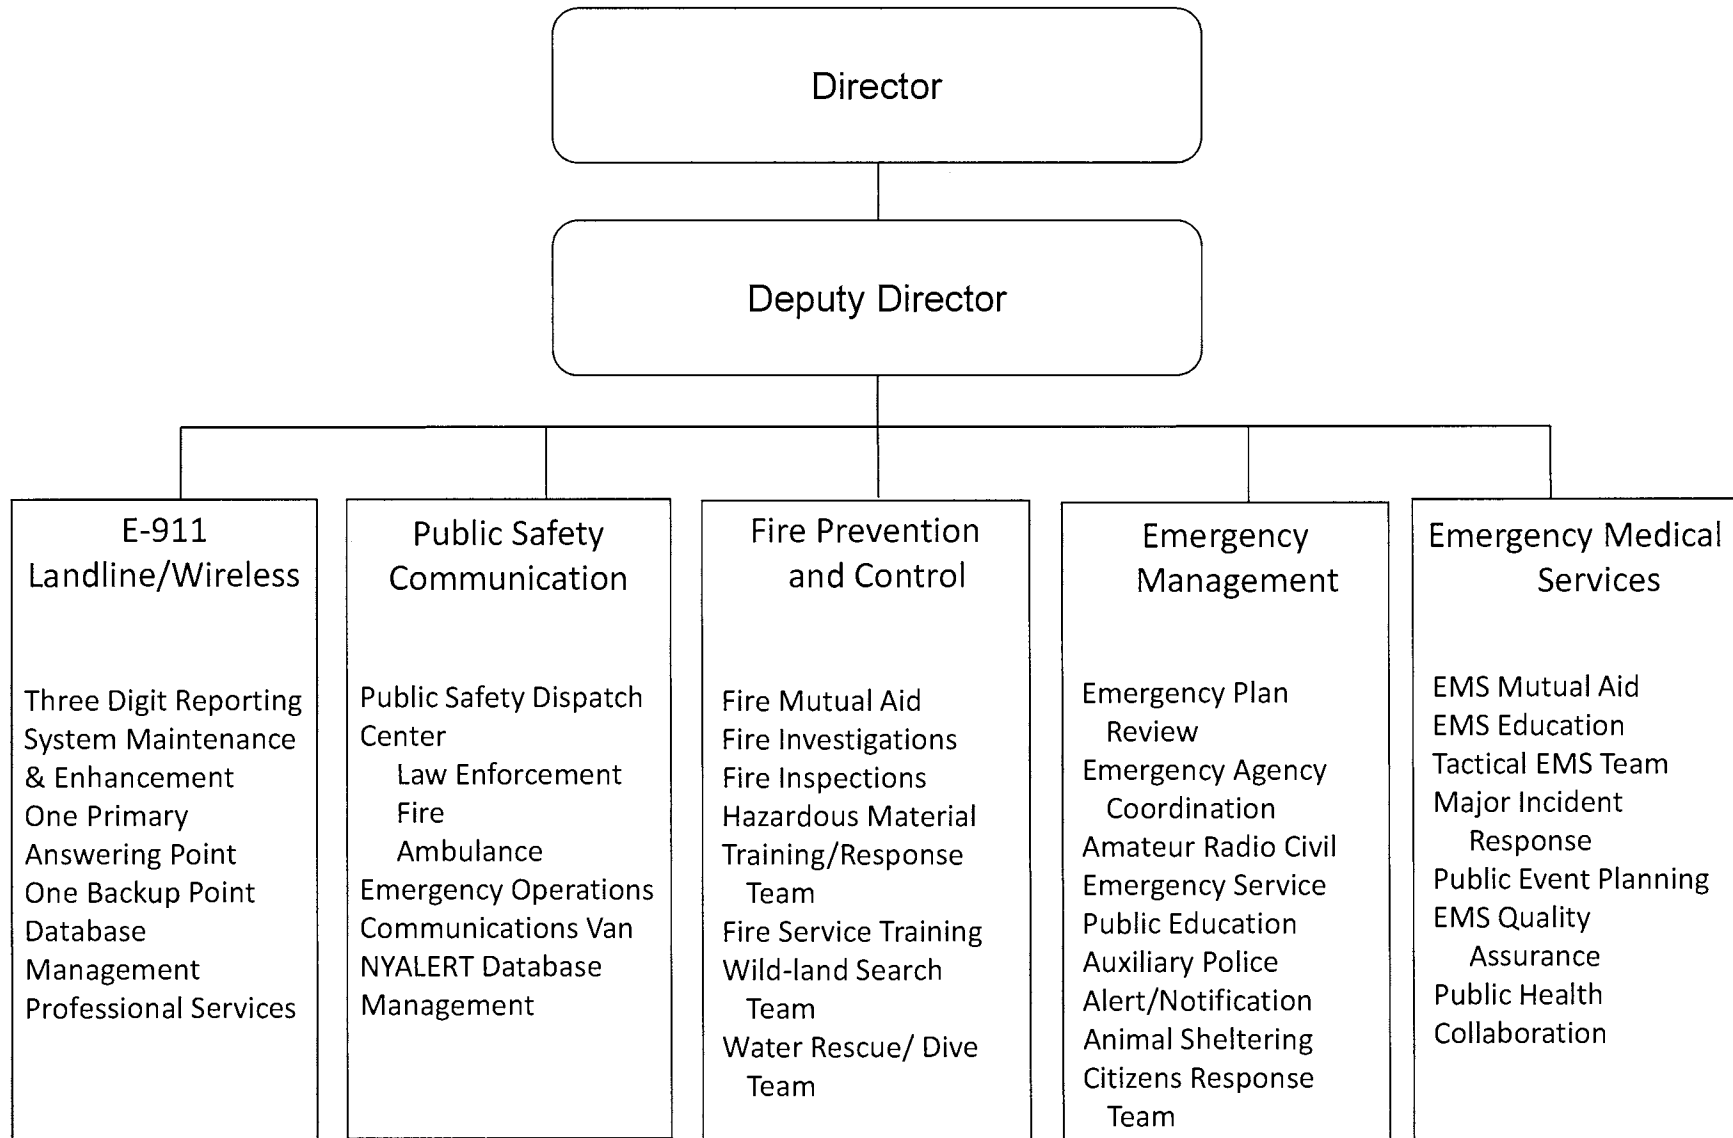 Director
Deputy Director
E-911
Landline/Wireless
Three Digit Reporting
System Maintenance
& Enhancement
One Primary
Answering Point
One Backup Point
Database
Management
Professional Services
Public Safety
Communication
Public Safety Dispatch
Center
Law Enforcement
Fire
Ambulance
Emergency Operations
Communications Van
NYALERT Database
Management
Fire Prevention
and Control
Fire Mutual Aid
Fire Investigations
Fire Inspections
Hazardous Material
Training/Response
Team
Fire Service Training
Wild-land Search
Team
Water Rescue/ Dive
Team
Emergency
Management
Emergency Plan
Review
Emergency Agency
Coordination
Amateur Radio Civil
Emergency Service
Public Education
Auxiliary Police
Alert/Notification
Animal Sheltering
Citizens Response
Team
Emergency Medical
Services
EMS Mutual Aid
EMS Education
Tactical EMS Team
Major Incident
Response
Public Event Planning
EMS Quality
Assurance
Public Health
Collaboration